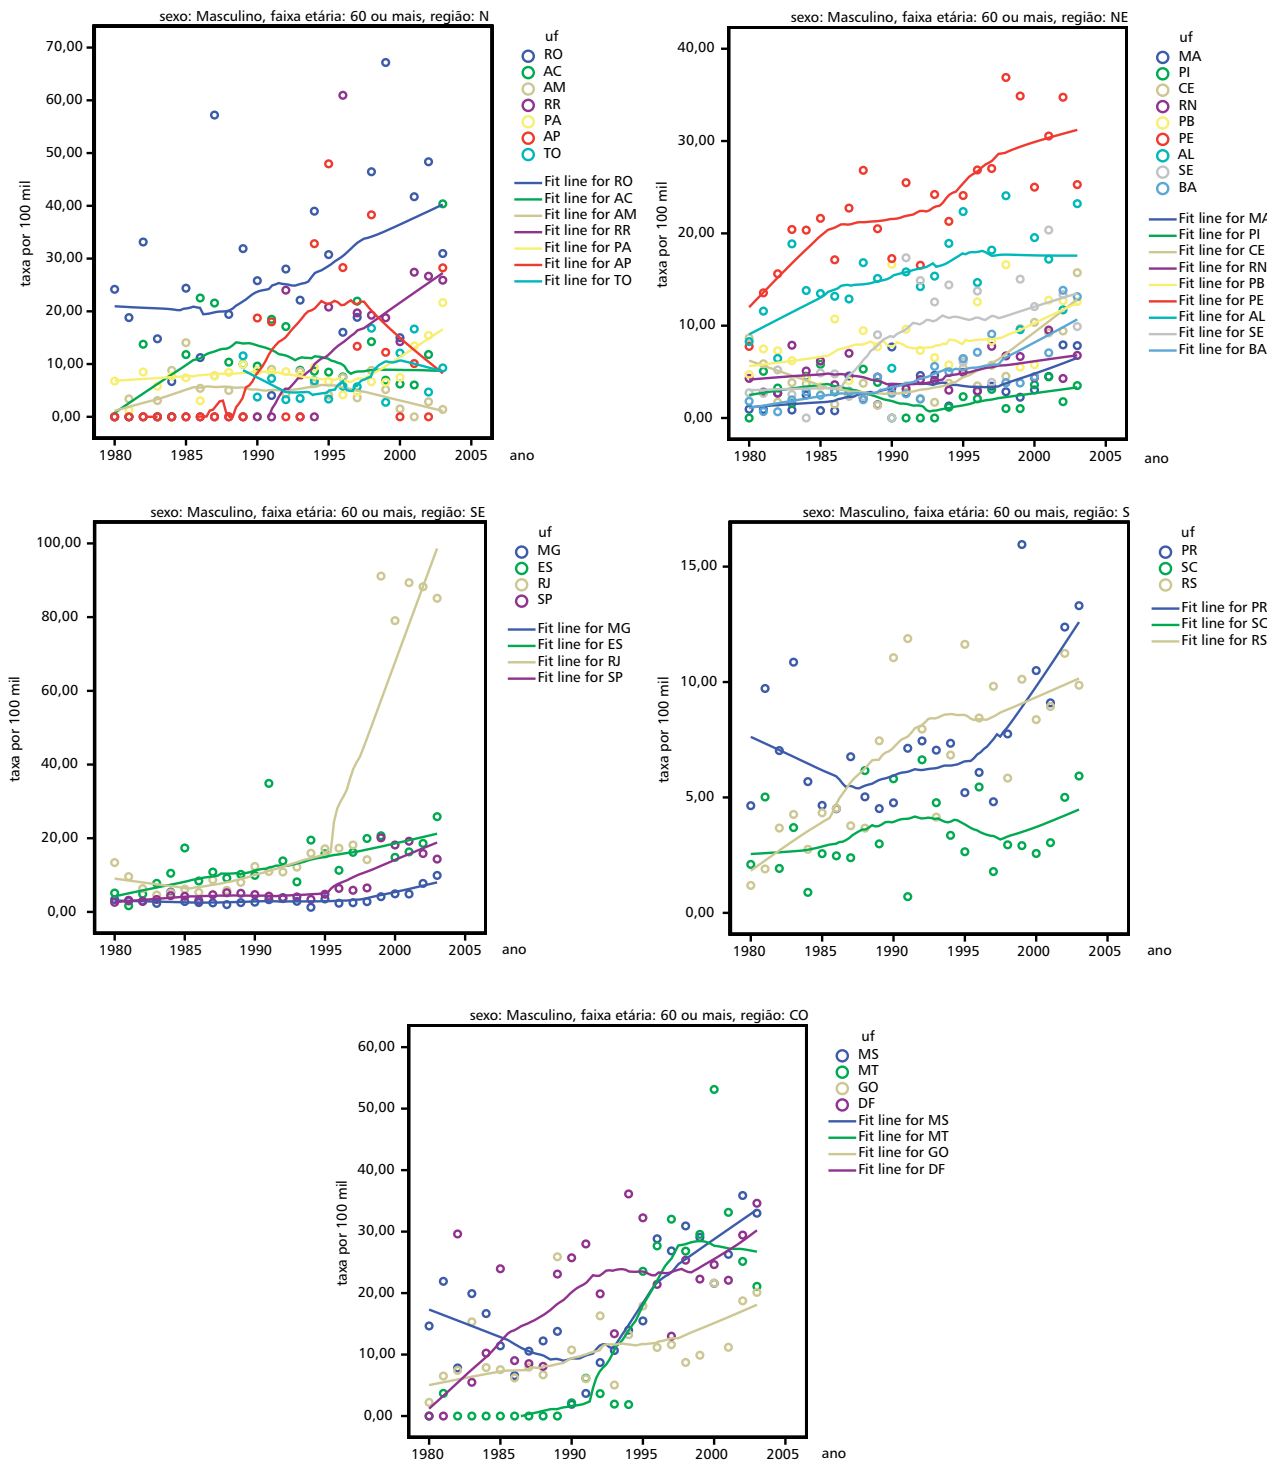 sexo: Masculino, faixa etária: 60 ou mais, região: N
70,00
60,00
50,00
40,00
30,00
20,00
10,00
0,00
taxa por 100 mil
1980
1985
1990
1995
2000
2005
ano
uf
RO
AC
AM
RR
PA
AP
TO
Fit line for RO
Fit line for AC
Fit line for AM
Fit line for RR
Fit line for PA
Fit line for AP
Fit line for TO
sexo: Masculino, faixa etária: 60 ou mais, região: NE
40,00
30,00
20,00
10,00
0,00
taxa por 100 mil
1980
1985
1990
1995
2000
2005
ano
uf
MA
PI
CE
RN
PB
PE
AL
SE
BA
Fit line for MA
Fit line for PI
Fit line for CE
Fit line for RN
Fit line for PB
Fit line for PE
Fit line for AL
Fit line for SE
Fit line for BA
sexo: Masculino, faixa etária: 60 ou mais, região: SE
100,00
80,00
60,00
40,00
20,00
0,00
taxa por 100 mil
1980
1985
1990
1995
2000
2005
ano
uf
MG
ES
RJ
SP
Fit line for MG
Fit line for ES
Fit line for RJ
Fit line for SP
sexo: Masculino, faixa etária: 60 ou mais, região: S
15,00
10,00
5,00
0,00
taxa por 100 mil
1980
1985
1990
1995
2000
2005
ano
uf
PR
SC
RS
Fit line for PR
Fit line for SC
Fit line for RS
sexo: Masculino, faixa etária: 60 ou mais, região: CO
60,00
50,00
40,00
30,00
20,00
10,00
0,00
taxa por 100 mil
1980
1985
1990
1995
2000
2005
ano
uf
MS
MT
GO
DF
Fit line for MS
Fit line for MT
Fit line for GO
Fit line for DF